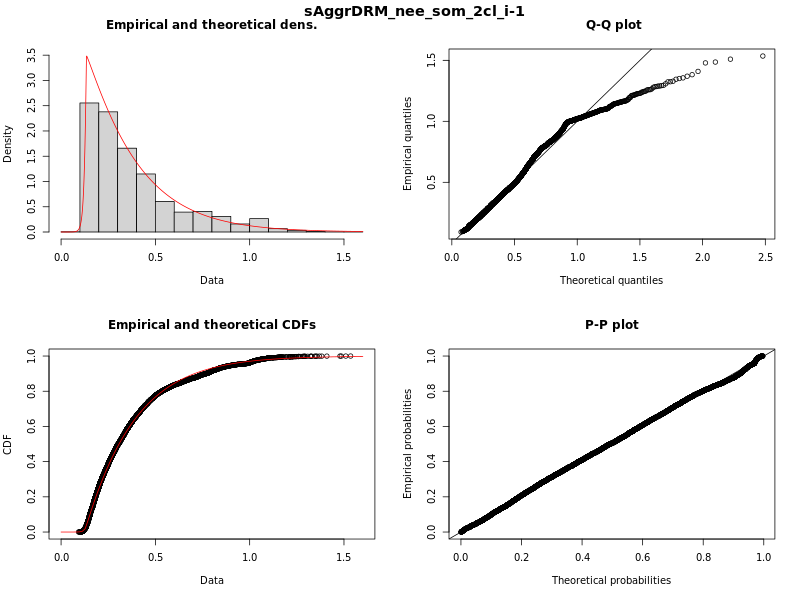 sAggrDRM_nee_som_2cl_i-1
Empirical and theoretical dens.
Density
0.0 0.5 1.0 1.5 2.0 2.5 3.0 3.5
0.0 0.5 1.0 1.5
Data
Q-Q plot
Empirical quantiles
0.5 1.0 1.5
0.0 0.5 1.0 1.5 2.0 2.5
Theoretical quantiles
Empirical and theoretical CDFs
CDF
0.0 0.2 0.4 0.6 0.8 1.0
0.0 0.5 1.0 1.5
Data
P-P plot
Empirical probabilities
0.0 0.2 0.4 0.6 0.8 1.0
0.0 0.2 0.4 0.6 0.8 1.0
Theoretical probabilities